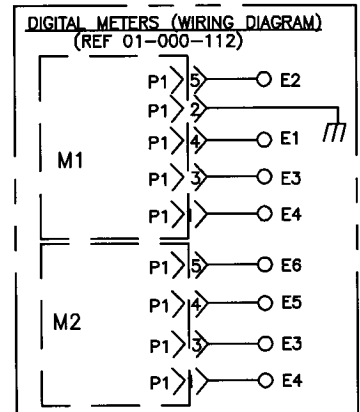 DIGITAL METERS (WIRING DIAGRAM)
(REF 01-000-112)
P1 5 E2
P1 2
P1 4 E1
M1
P1 3 E3
P1 1 E4
P1 5 E6
P1 4 E5
M2
P1 3 E3
P1 1 E4